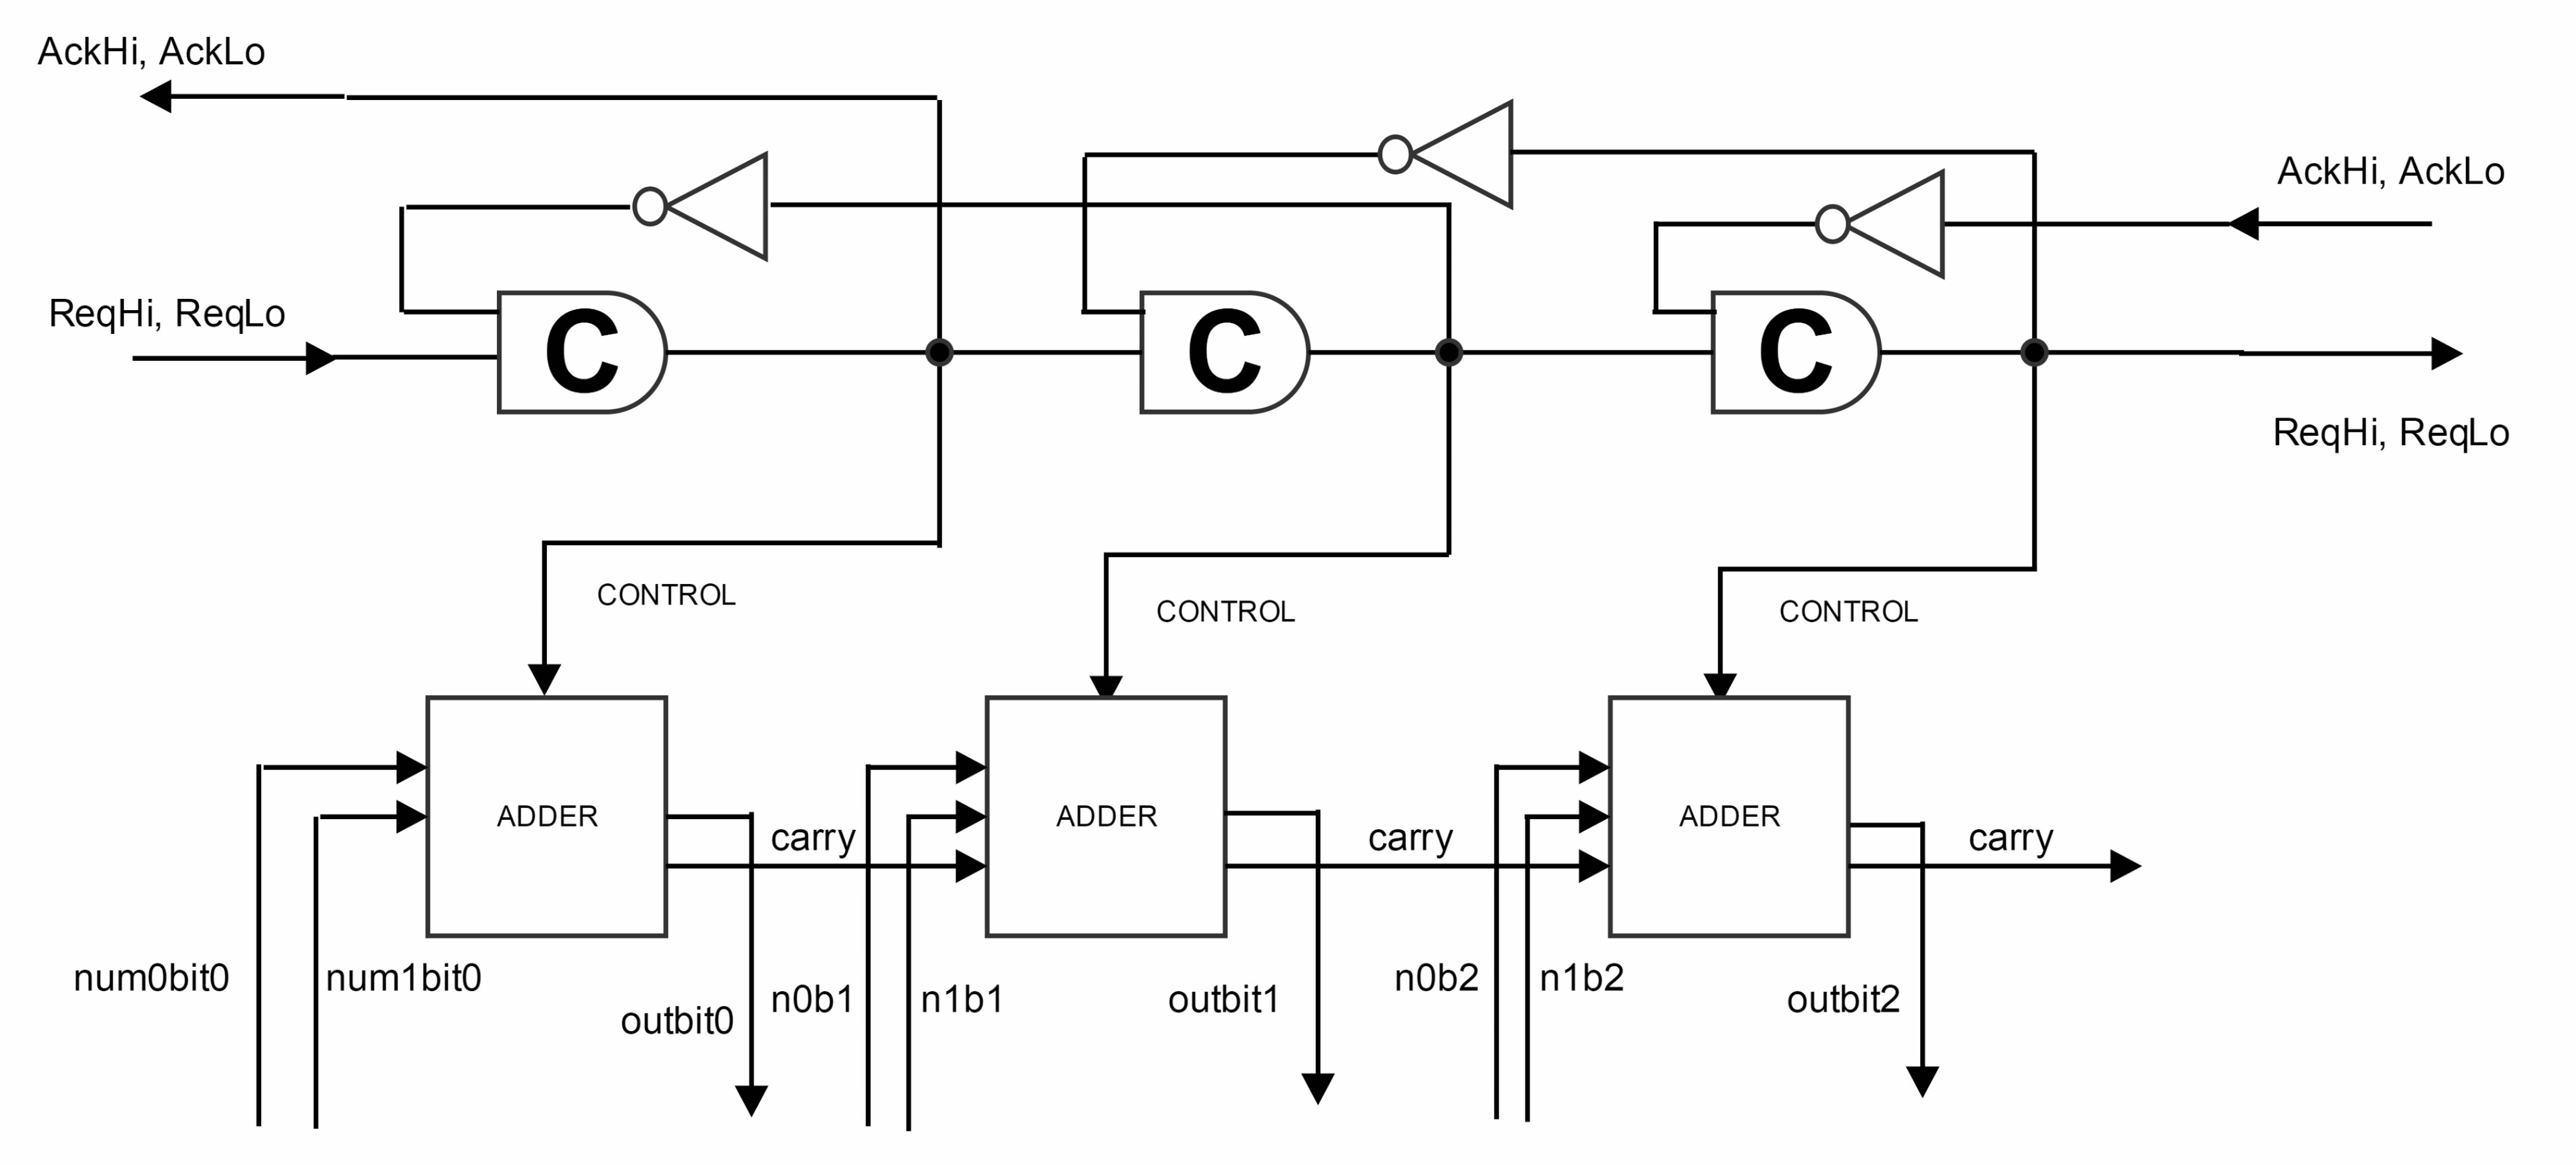 AckHi, AckLo
AckHi, AckLo
ReqHi, ReqLo
C
C
C
ReqHi, ReqLo
CONTROL
CONTROL
CONTROL
ADDER
ADDER
ADDER
carry
carry
carry
num0bit0
num1bit0
outbit0
n0b1
n1b1
outbit1
n0b2
n1b2
outbit2